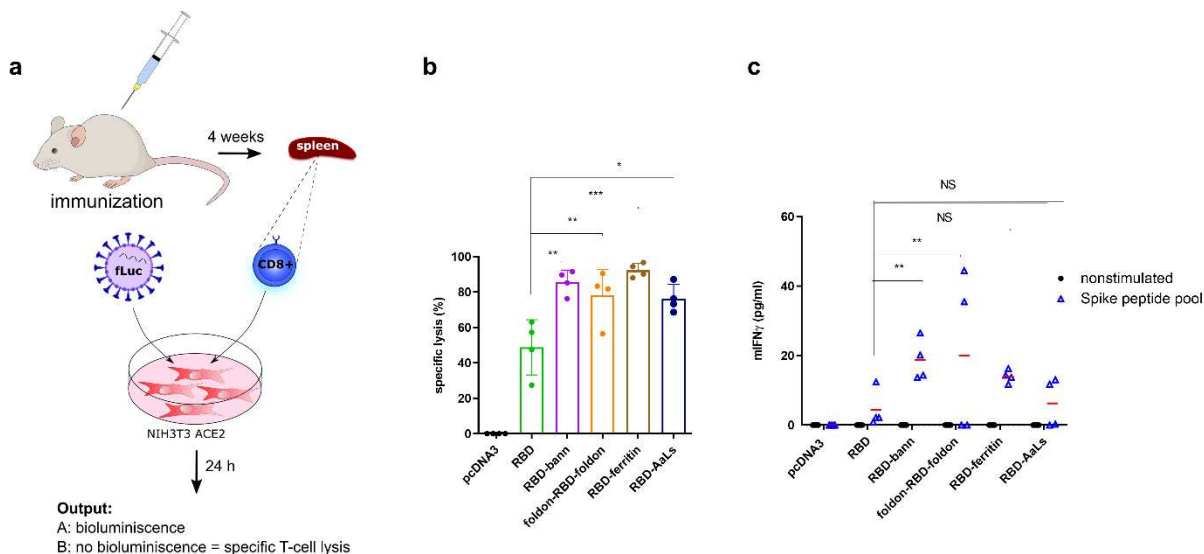 a
4 weeks
spleen
immunization
fLuc
CD8+
NIH3T3 ACE2
24 h
Output:
A: bioluminiscence
B: no bioluminiscence = specific T-cell lysis
b
*
***
**
**
specific lysis (%)
100
80
60
40
20
0
pcDNA3
RBD
RBD-bann
foldon-RBD-foldon
RBD-ferritin
RBD-AaLs
c
NS
NS
**
**
mIFNγ (pg/ml)
60
40
20
0
pcDNA3
RBD
RBD-bann
foldon-RBD-foldon
RBD-ferritin
RBD-AaLs
nonstimulated
Spike peptide pool